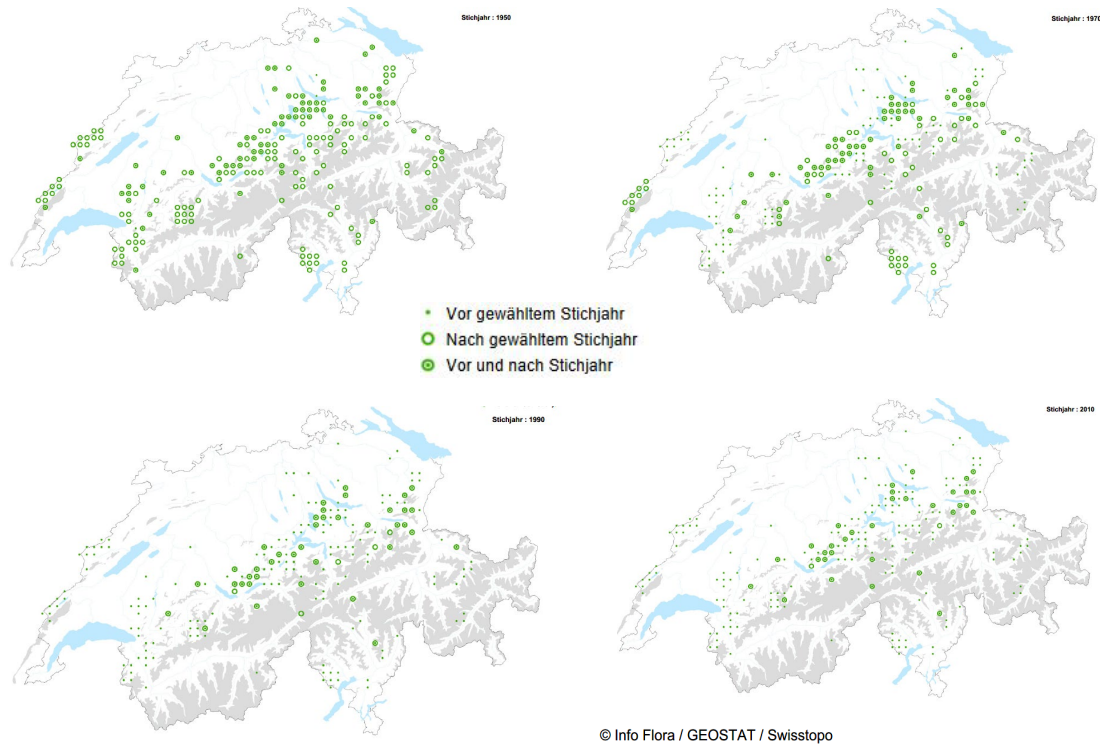 Stichjahr : 1950
Stichjahr : 1970
Vor gewähltem Stichjahr
Nach gewähltem Stichjahr
Vor und nach Stichjahr
Stichjahr : 1990
Stichjahr : 2010
© Info Flora / GEOSTAT / Swisstopo